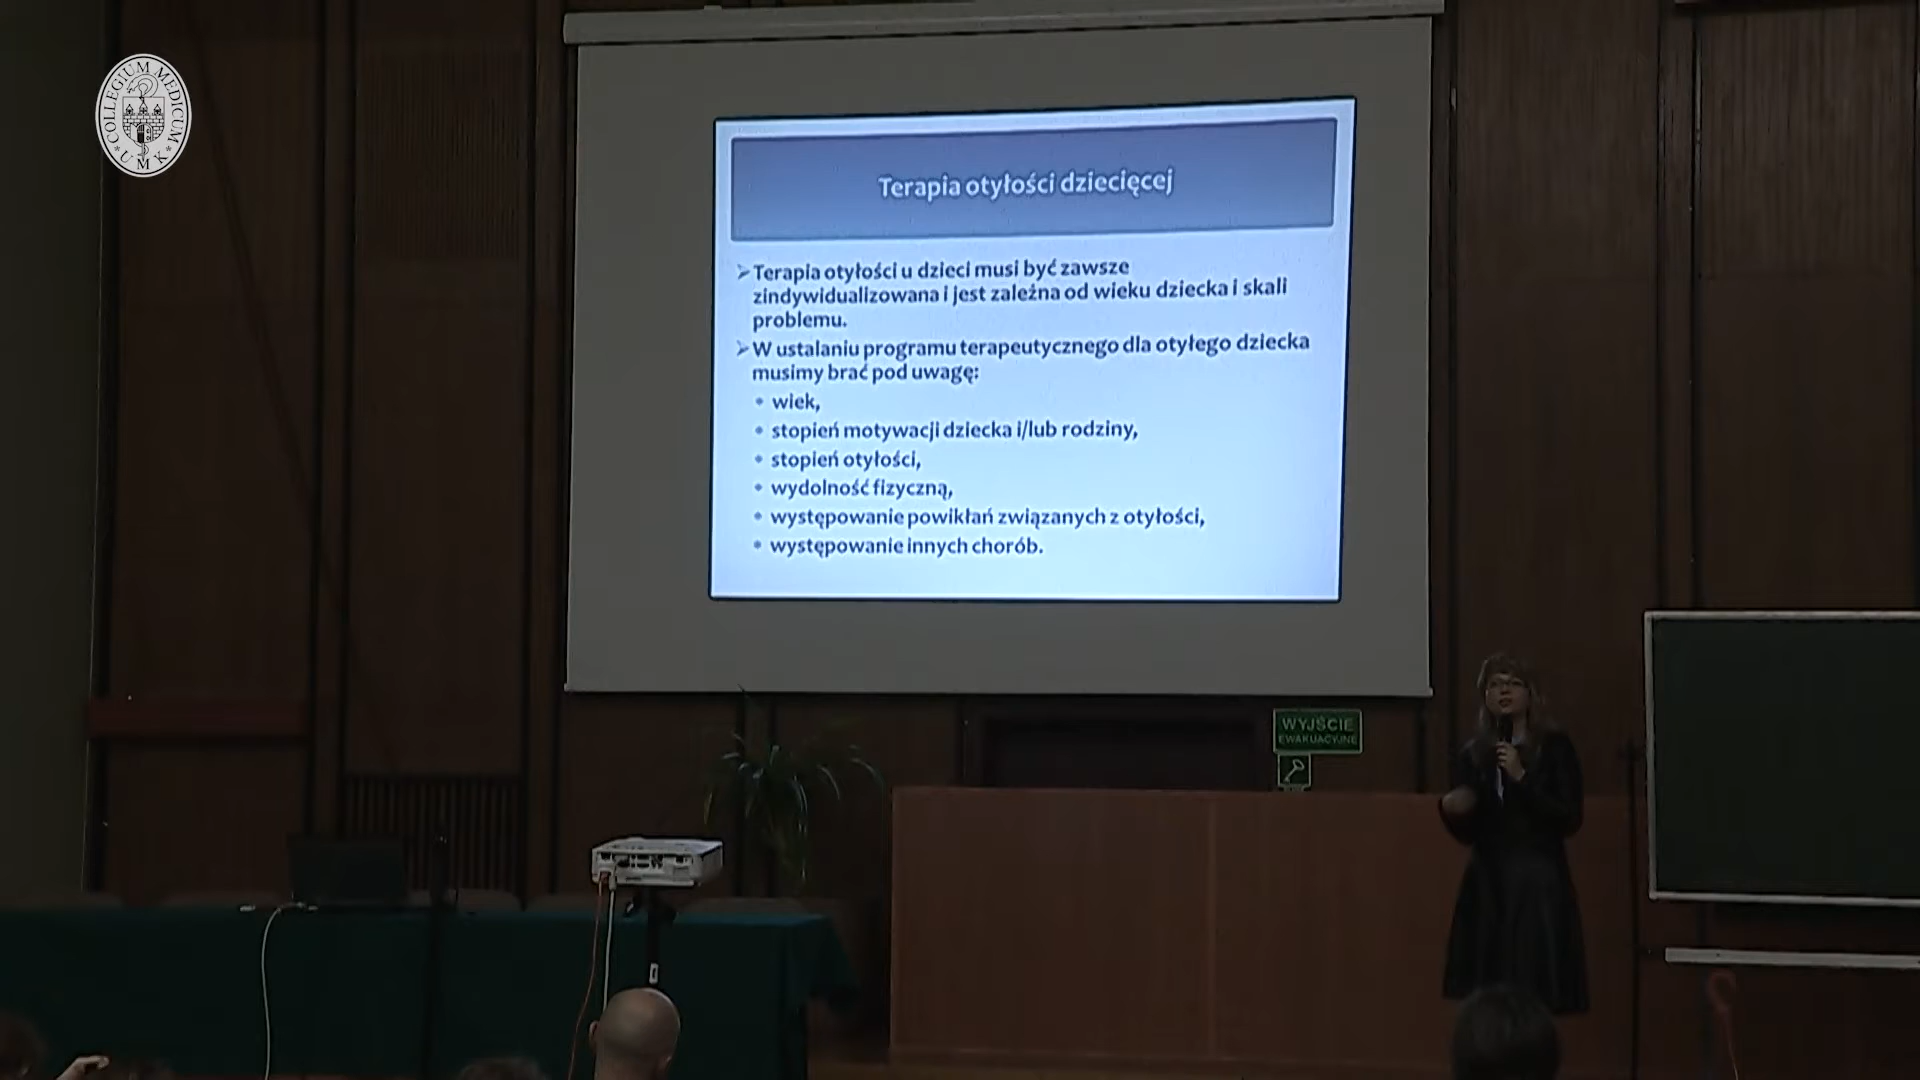 COLLEGIUM MEDICUM
* UMK *
Terapia otyłości dziecięcej
➢ Terapia otyłości u dzieci musi być zawsze
zindywidualizowana i jest zależna od wieku dziecka i skali
problemu.
➢ W ustalaniu programu terapeutycznego dla otyłego dziecka
musimy brać pod uwagę:
• wiek,
• stopień motywacji dziecka i/lub rodziny,
• stopień otyłości,
• wydolność fizyczną,
• występowanie powikłań związanych z otyłości,
• występowanie innych chorób.
WYJŚCIE
EWAKUACYJNE